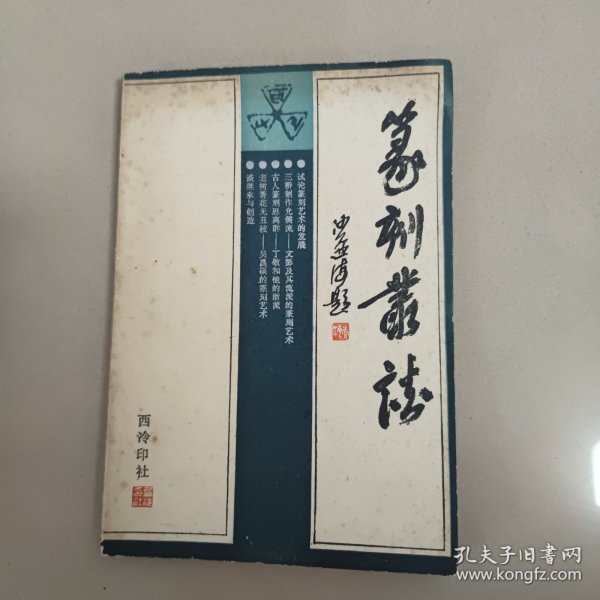 篆刻叢談
沙孟海題
试论篆刻艺术的发展
三桥制作允儒流——文彭及其流派的篆刻艺术
古人篆刻思离群——丁敬和他的浙派
老树著花无丑枝——吴昌硕的篆刻艺术
谈继承与创造
西泠印社
孔夫子旧书网
www.kongfz.com